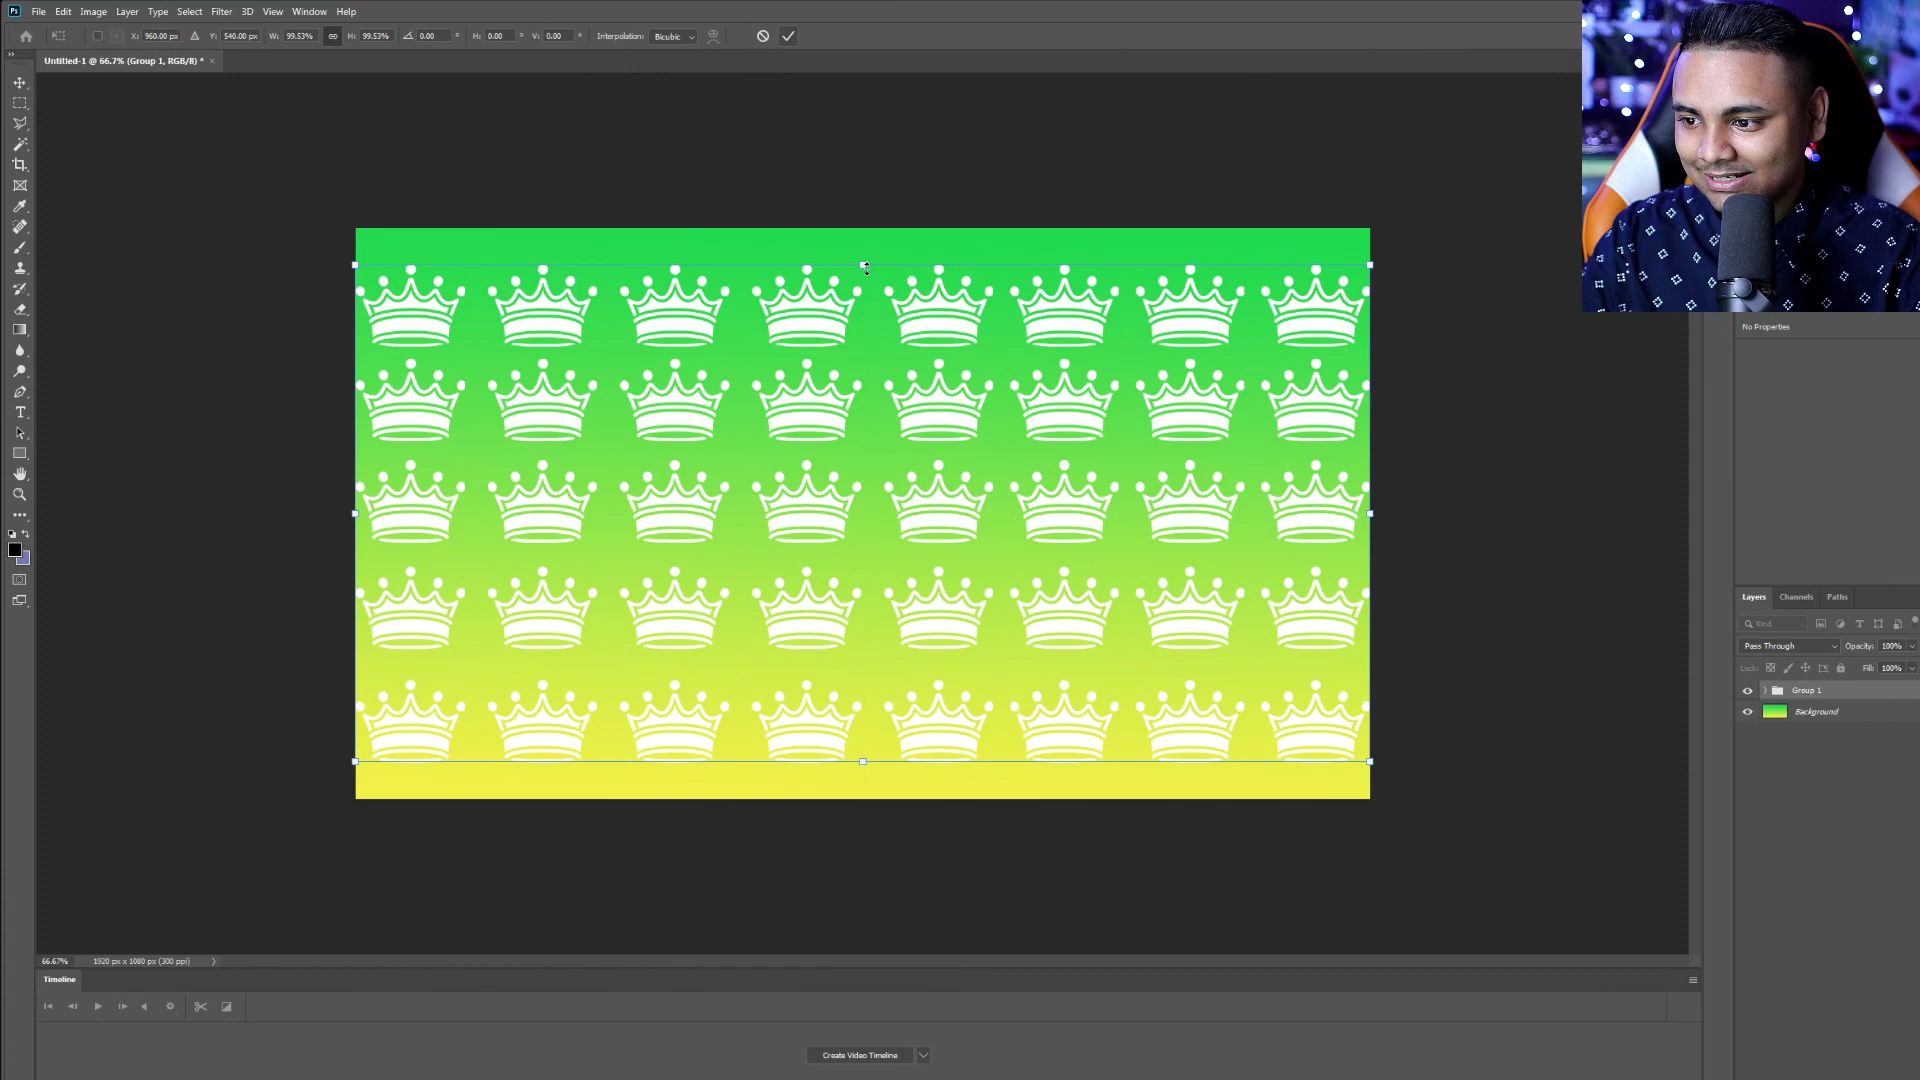 Ps File Edit Image Layer Type Select Filter 3D View Window Help
X: 960.00 px Y: 540.00 px W: 99.53% H: 99.53% 0.00 ° H: 0.00 ° V: 0.00 ° Interpolation: Bicubic
Untitled-1 @ 66.7% (Group 1, RGB/8) * ×
No Properties
Layers Channels Paths
Kind
Pass Through Opacity: 100%
Lock: Fill: 100%
Group 1
Background
66.67% 1920 px x 1080 px (300 ppi)
Timeline
Create Video Timeline